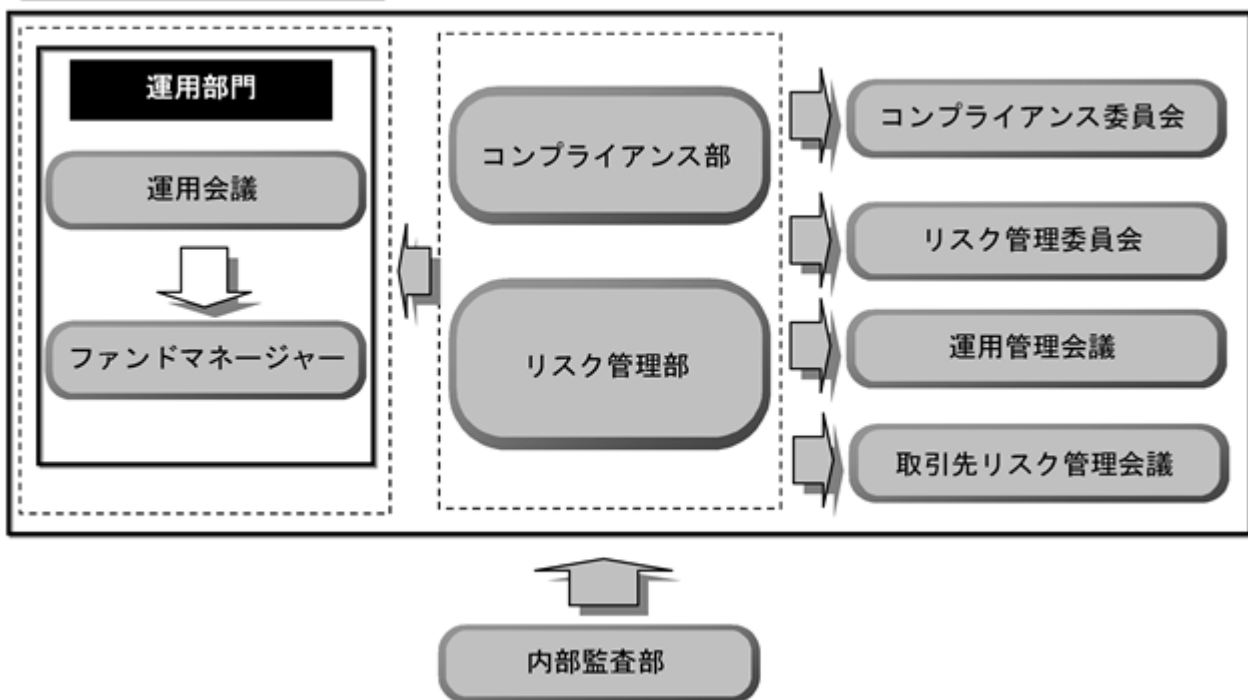 運用部門
運用会議
ファンドマネージャー
コンプライアンス部
リスク管理部
コンプライアンス委員会
リスク管理委員会
運用管理会議
取引先リスク管理会議
内部監査部